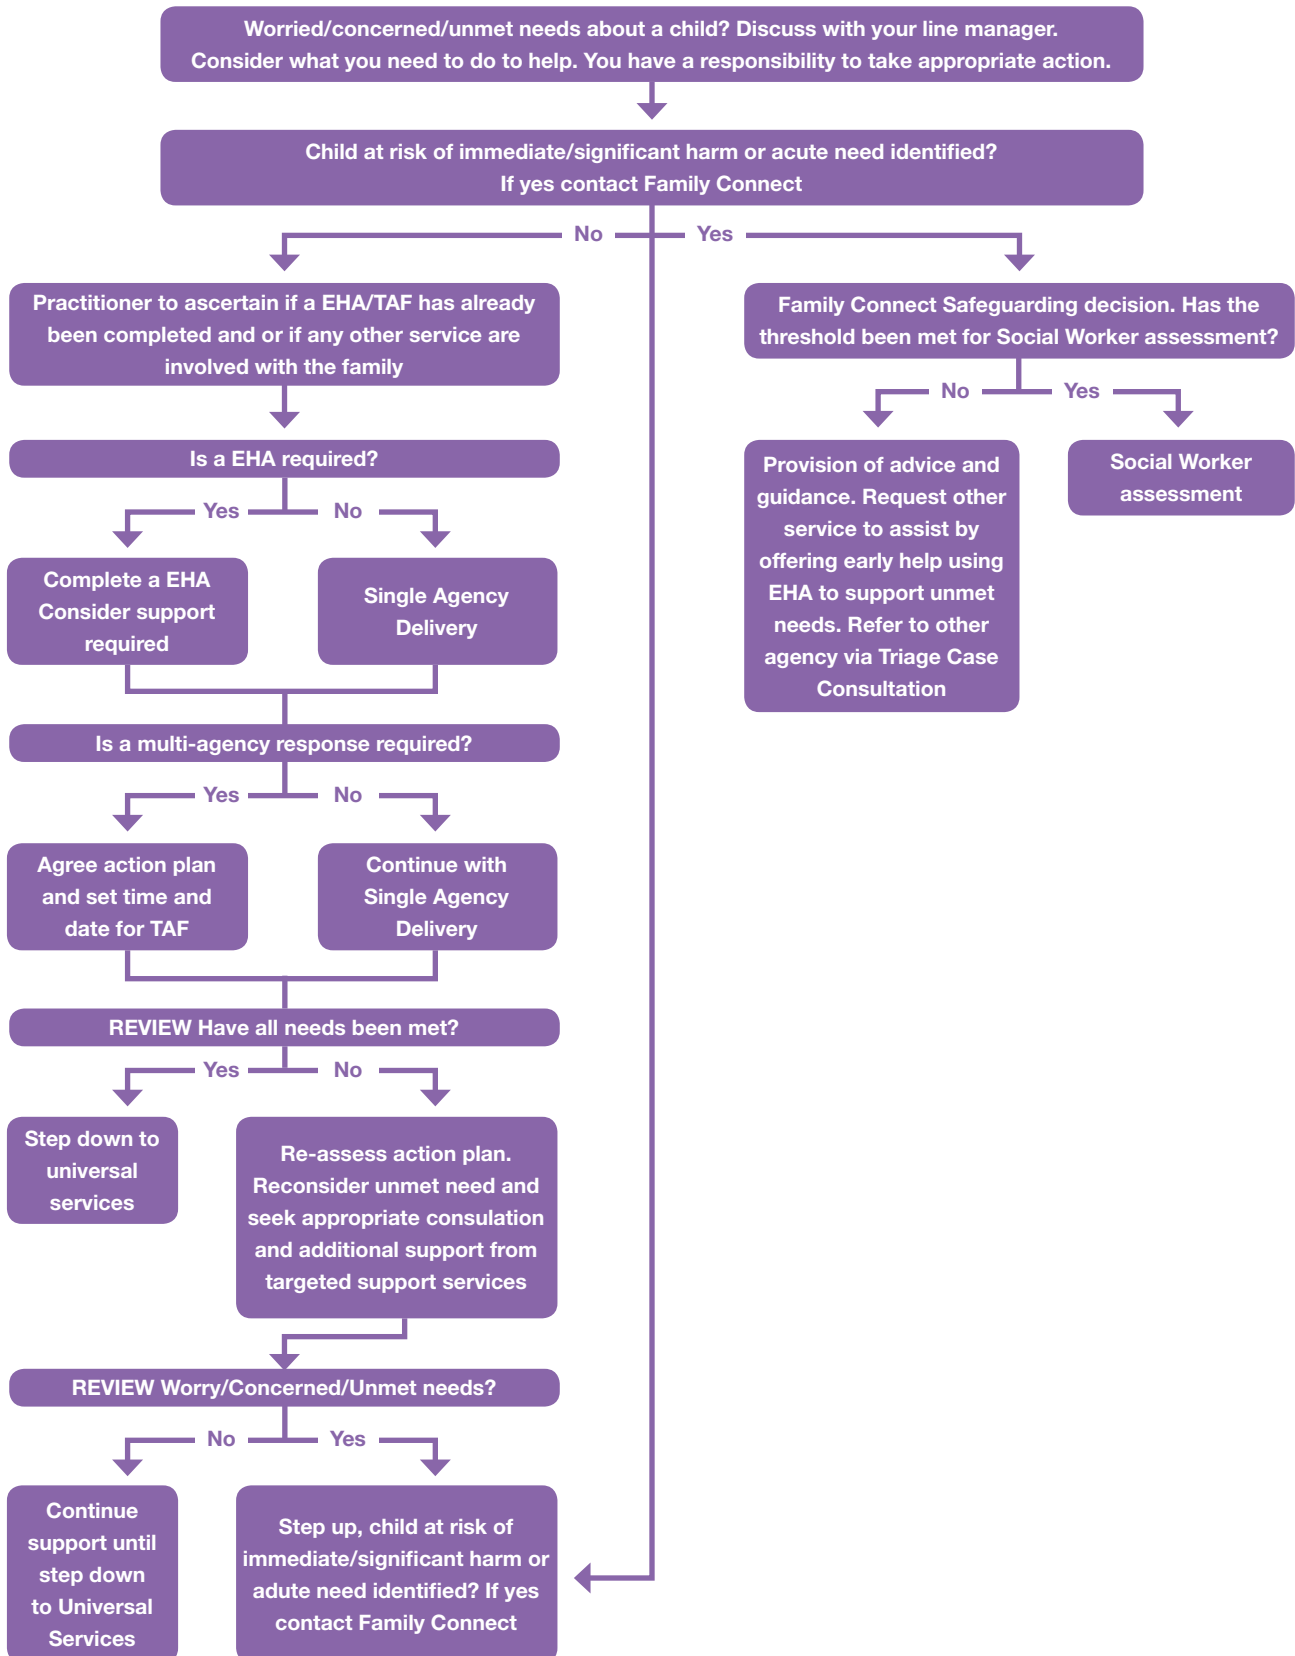 Worried/concerned/unmet needs about a child? Discuss with your line manager.
Consider what you need to do to help. You have a responsibility to take appropriate action.
Child at risk of immediate/significant harm or acute need identified?
If yes contact Family Connect
No
Yes
Practitioner to ascertain if a EHA/TAF has already
been completed and or if any other service are
involved with the family
Family Connect Safeguarding decision. Has the
threshold been met for Social Worker assessment?
No
Yes
Provision of advice and
guidance. Request other
service to assist by
offering early help using
EHA to support unmet
needs. Refer to other
agency via Triage Case
Consultation
Social Worker
assessment
Is a EHA required?
Yes
No
Complete a EHA
Consider support
required
Single Agency
Delivery
Is a multi-agency response required?
Yes
No
Agree action plan
and set time and
date for TAF
Continue with
Single Agency
Delivery
REVIEW Have all needs been met?
Yes
No
Step down to
universal
services
Re-assess action plan.
Reconsider unmet need and
seek appropriate consulation
and additional support from
targeted support services
REVIEW Worry/Concerned/Unmet needs?
No
Yes
Continue
support until
step down
to Universal
Services
Step up, child at risk of
immediate/significant harm or
adute need identified? If yes
contact Family Connect